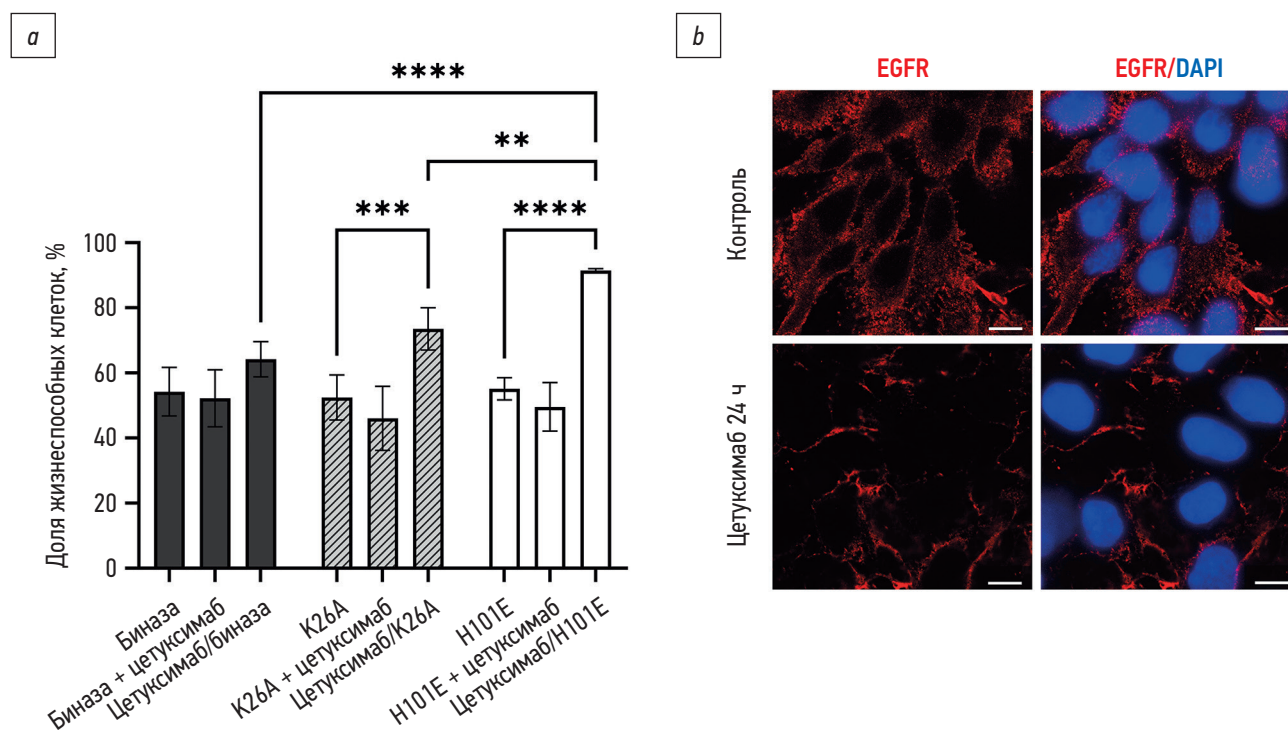 a
****
**
***
****
Доля жизнеспособных клеток, %
100
80
60
40
20
0
Биназа
Биназа + цетуксимаб
Цетуксимаб/биназа
K26A
K26A + цетуксимаб
Цетуксимаб/K26A
H101E
H101E + цетуксимаб
Цетуксимаб/H101E
b
EGFR
EGFR/DAPI
Контроль
Цетуксимаб 24 ч